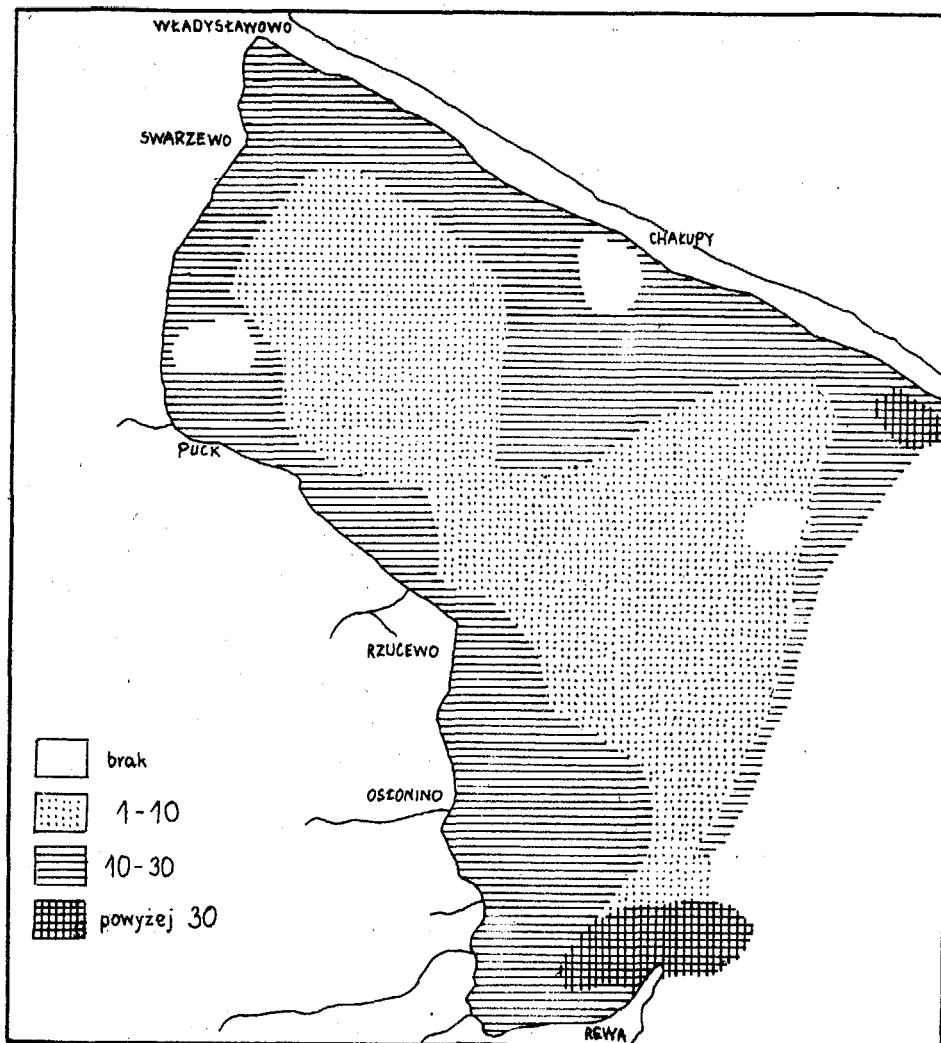 WŁADYSŁAWOWO
SWARZEWO
CHAŁUPY
PUCK
RZUCEWO
OSŁONINO
REWA
brak
1-10
10-30
powyżej 30